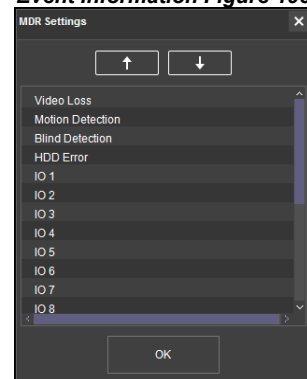 Event Information Figure
MDR Settings
Video Loss
Motion Detection
Blind Detection
HDD Error
IO 1
IO 2
IO 3
IO 4
IO 5
IO 6
IO 7
IO 8
OK